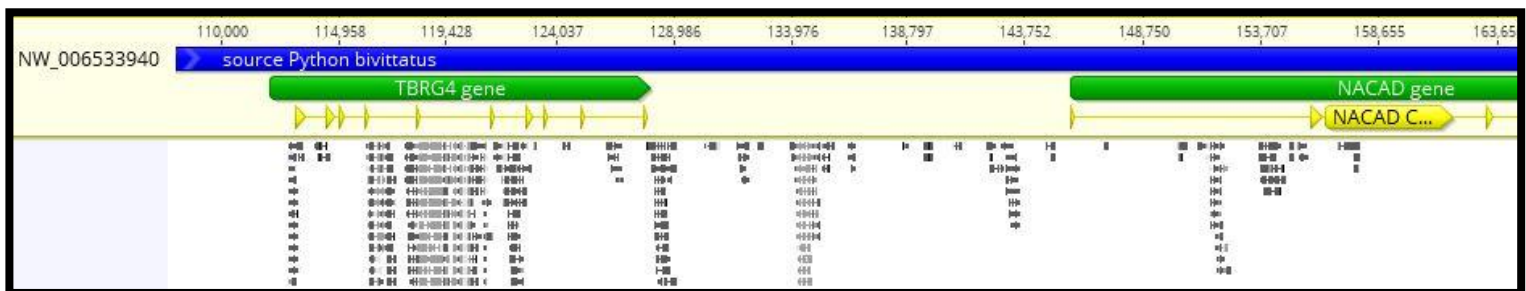 110,000 114,958 119,428 124,037 128,986 133,976 138,797 143,752 148,750 153,707 158,655 163,65
NW_006533940 source Python bivittatus
TBRG4 gene NACAD gene
NACAD C...